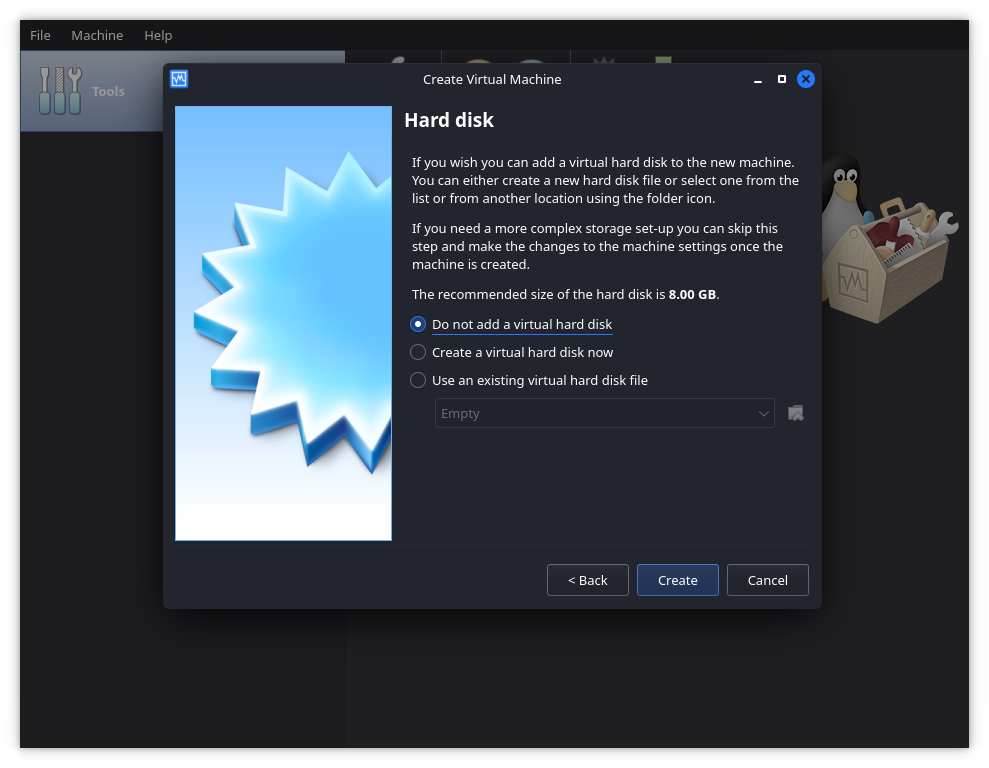 File Machine Help
Tools
Create Virtual Machine
Hard disk
If you wish you can add a virtual hard disk to the new machine.
You can either create a new hard disk file or select one from the
list or from another location using the folder icon.
If you need a more complex storage set-up you can skip this
step and make the changes to the machine settings once the
machine is created.
The recommended size of the hard disk is 8.00 GB.
Do not add a virtual hard disk
Create a virtual hard disk now
Use an existing virtual hard disk file
Empty
< Back Create Cancel